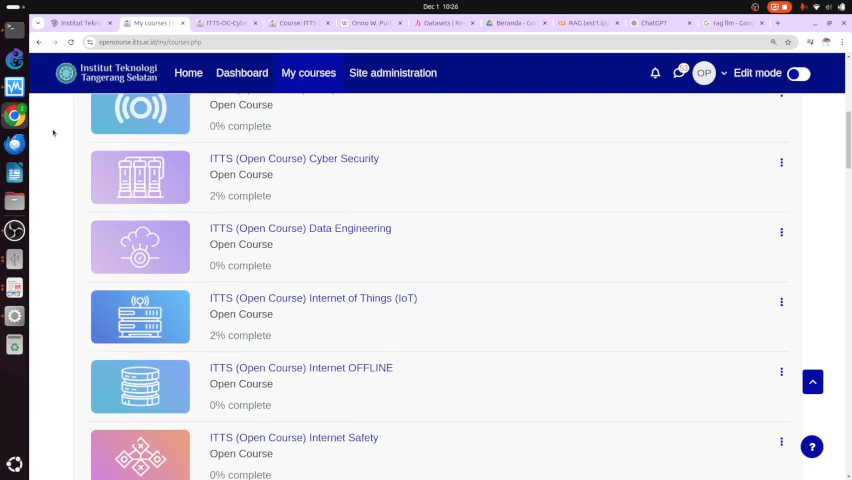 Dec 1 10:26
Institut Tekno
My courses |
ITTS-OC-Cybe
Course: ITTS
Onno W. Pur
Datasets | Re
Beranda - Goo
RAG test1.ipy
ChatGPT
rag llm - Goog
opencourse.itts.ac.id/my/courses.php
Institut Teknologi
Tangerang Selatan
Home
Dashboard
My courses
Site administration
OP
Edit mode
Open Course
0% complete
ITTS (Open Course) Cyber Security
Open Course
2% complete
ITTS (Open Course) Data Engineering
Open Course
0% complete
ITTS (Open Course) Internet of Things (IoT)
Open Course
2% complete
ITTS (Open Course) Internet OFFLINE
Open Course
0% complete
ITTS (Open Course) Internet Safety
Open Course
0% complete